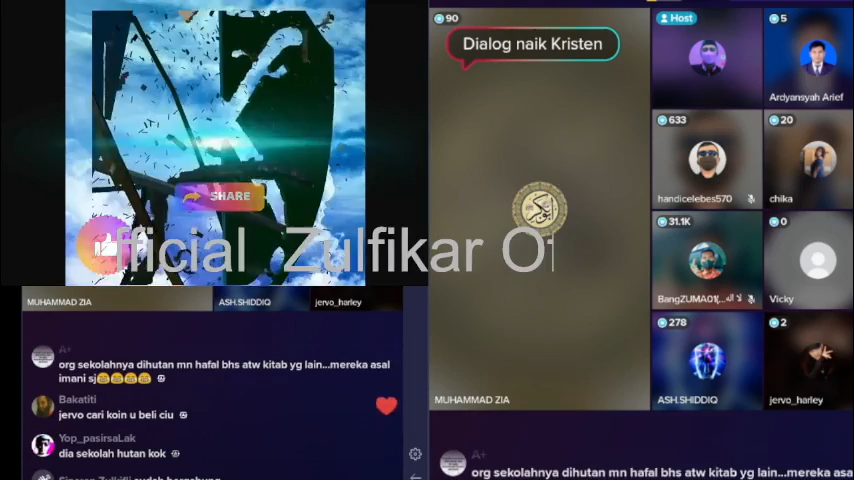 SHARE
fficial Zulfikar Of
MUHAMMAD ZIA
ASH.SHIDDIQ
jervo_harley
A+
org sekolahnya dihutan mn hafal bhs atw kitab yg lain...mereka asal
imani sj
Bakatiti
jervo cari koin u beli ciu
Yop_pasirsaLak
dia sekolah hutan kok
90
Dialog naik Kristen
MUHAMMAD ZIA
Host
5
Ardyansyah Arief
633
handicelebes570
20
chika
31.1K
BangZUMA01
0
Vicky
278
ASH.SHIDDIQ
2
jervo_harley
A+
org sekolahnya dihutan mn hafal bhs atw kitab yg lain...mereka asa